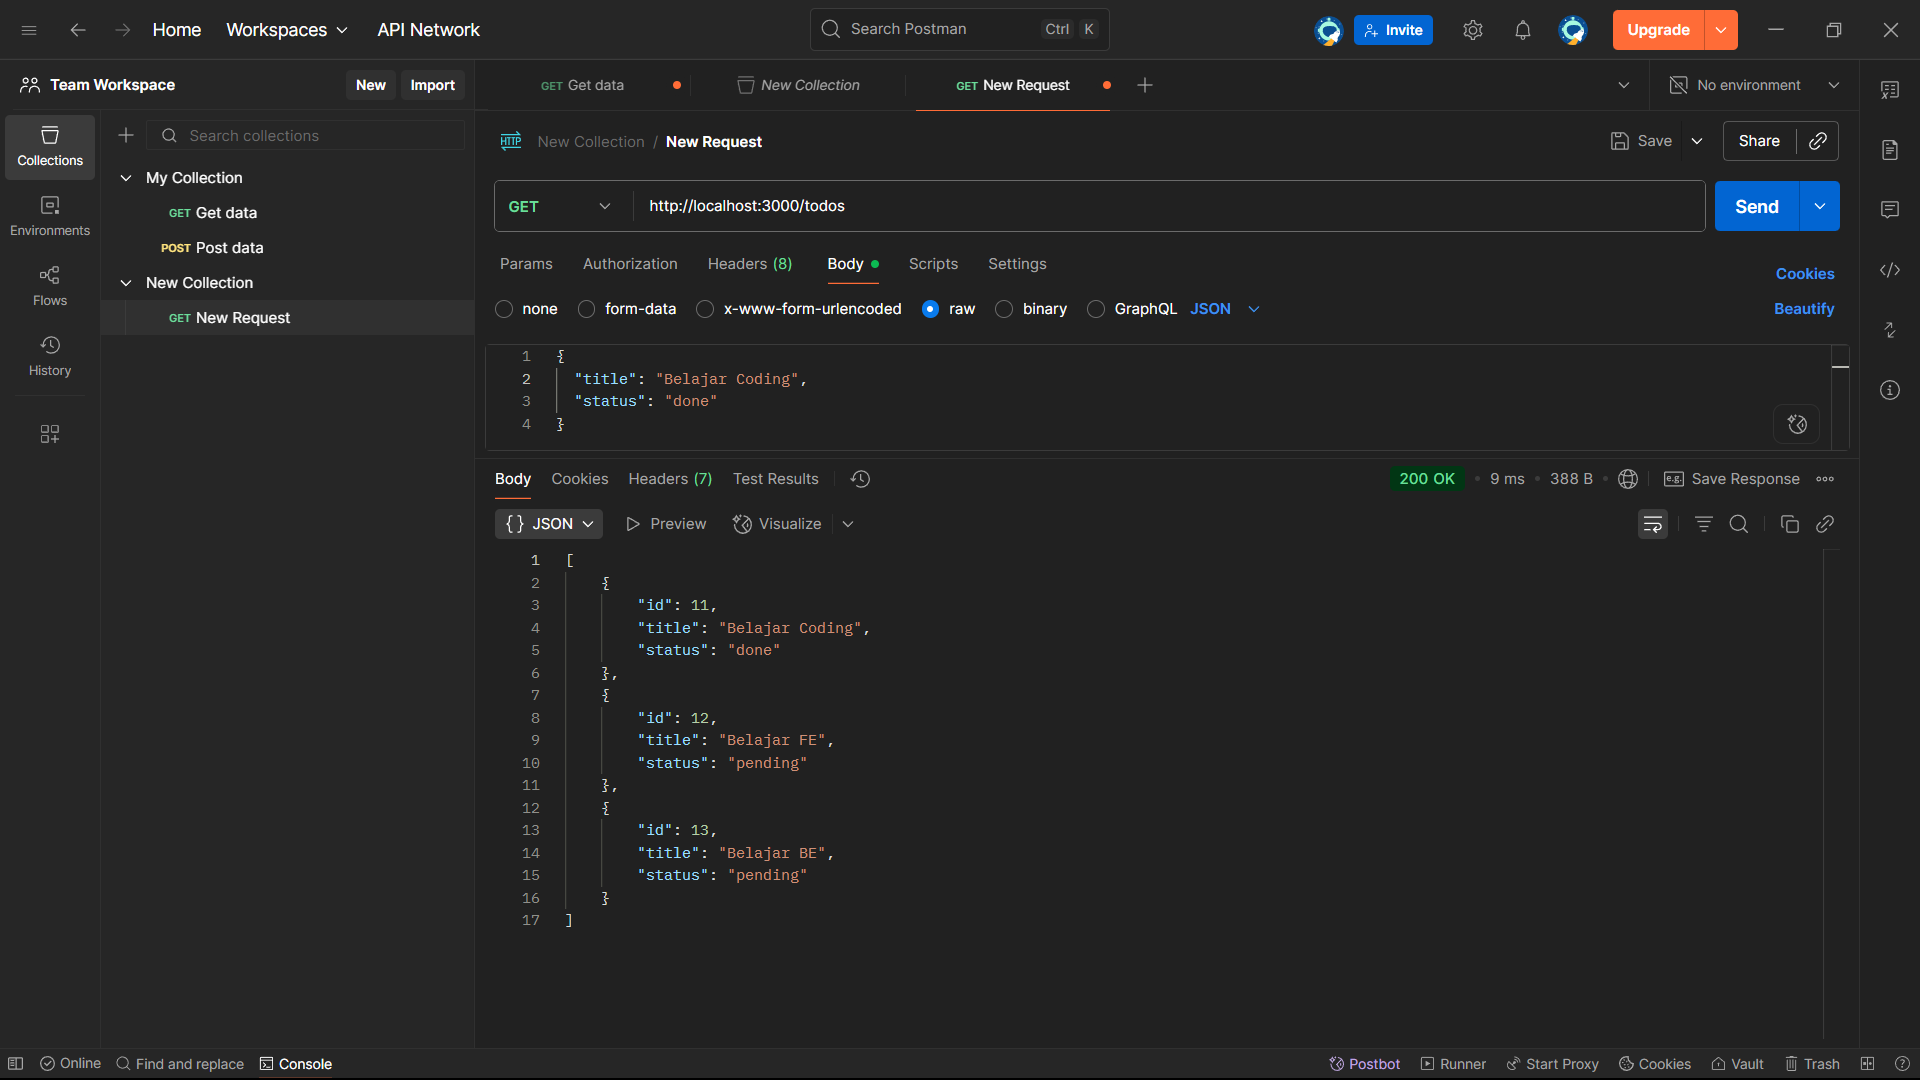 Home Workspaces API Network Search Postman Ctrl K Invite Upgrade
Team Workspace New Import GET Get data New Collection GET New Request No environment
Search collections
Collections
Environments
Flows
History
My Collection
GET Get data
POST Post data
New Collection
GET New Request
HTTP New Collection / New Request Save Share
GET http://localhost:3000/todos Send
Params Authorization Headers (8) Body Scripts Settings Cookies
none form-data x-www-form-urlencoded raw binary GraphQL JSON Beautify
1 {
2 "title": "Belajar Coding",
3 "status": "done"
4 }
Body Cookies Headers (7) Test Results 200 OK • 9 ms • 388 B • e.g. Save Response
{} JSON Preview Visualize
1 [
2 {
3 "id": 11,
4 "title": "Belajar Coding",
5 "status": "done"
6 },
7 {
8 "id": 12,
9 "title": "Belajar FE",
10 "status": "pending"
11 },
12 {
13 "id": 13,
14 "title": "Belajar BE",
15 "status": "pending"
16 }
17 ]
Online Find and replace Console Postbot Runner Start Proxy Cookies Vault Trash